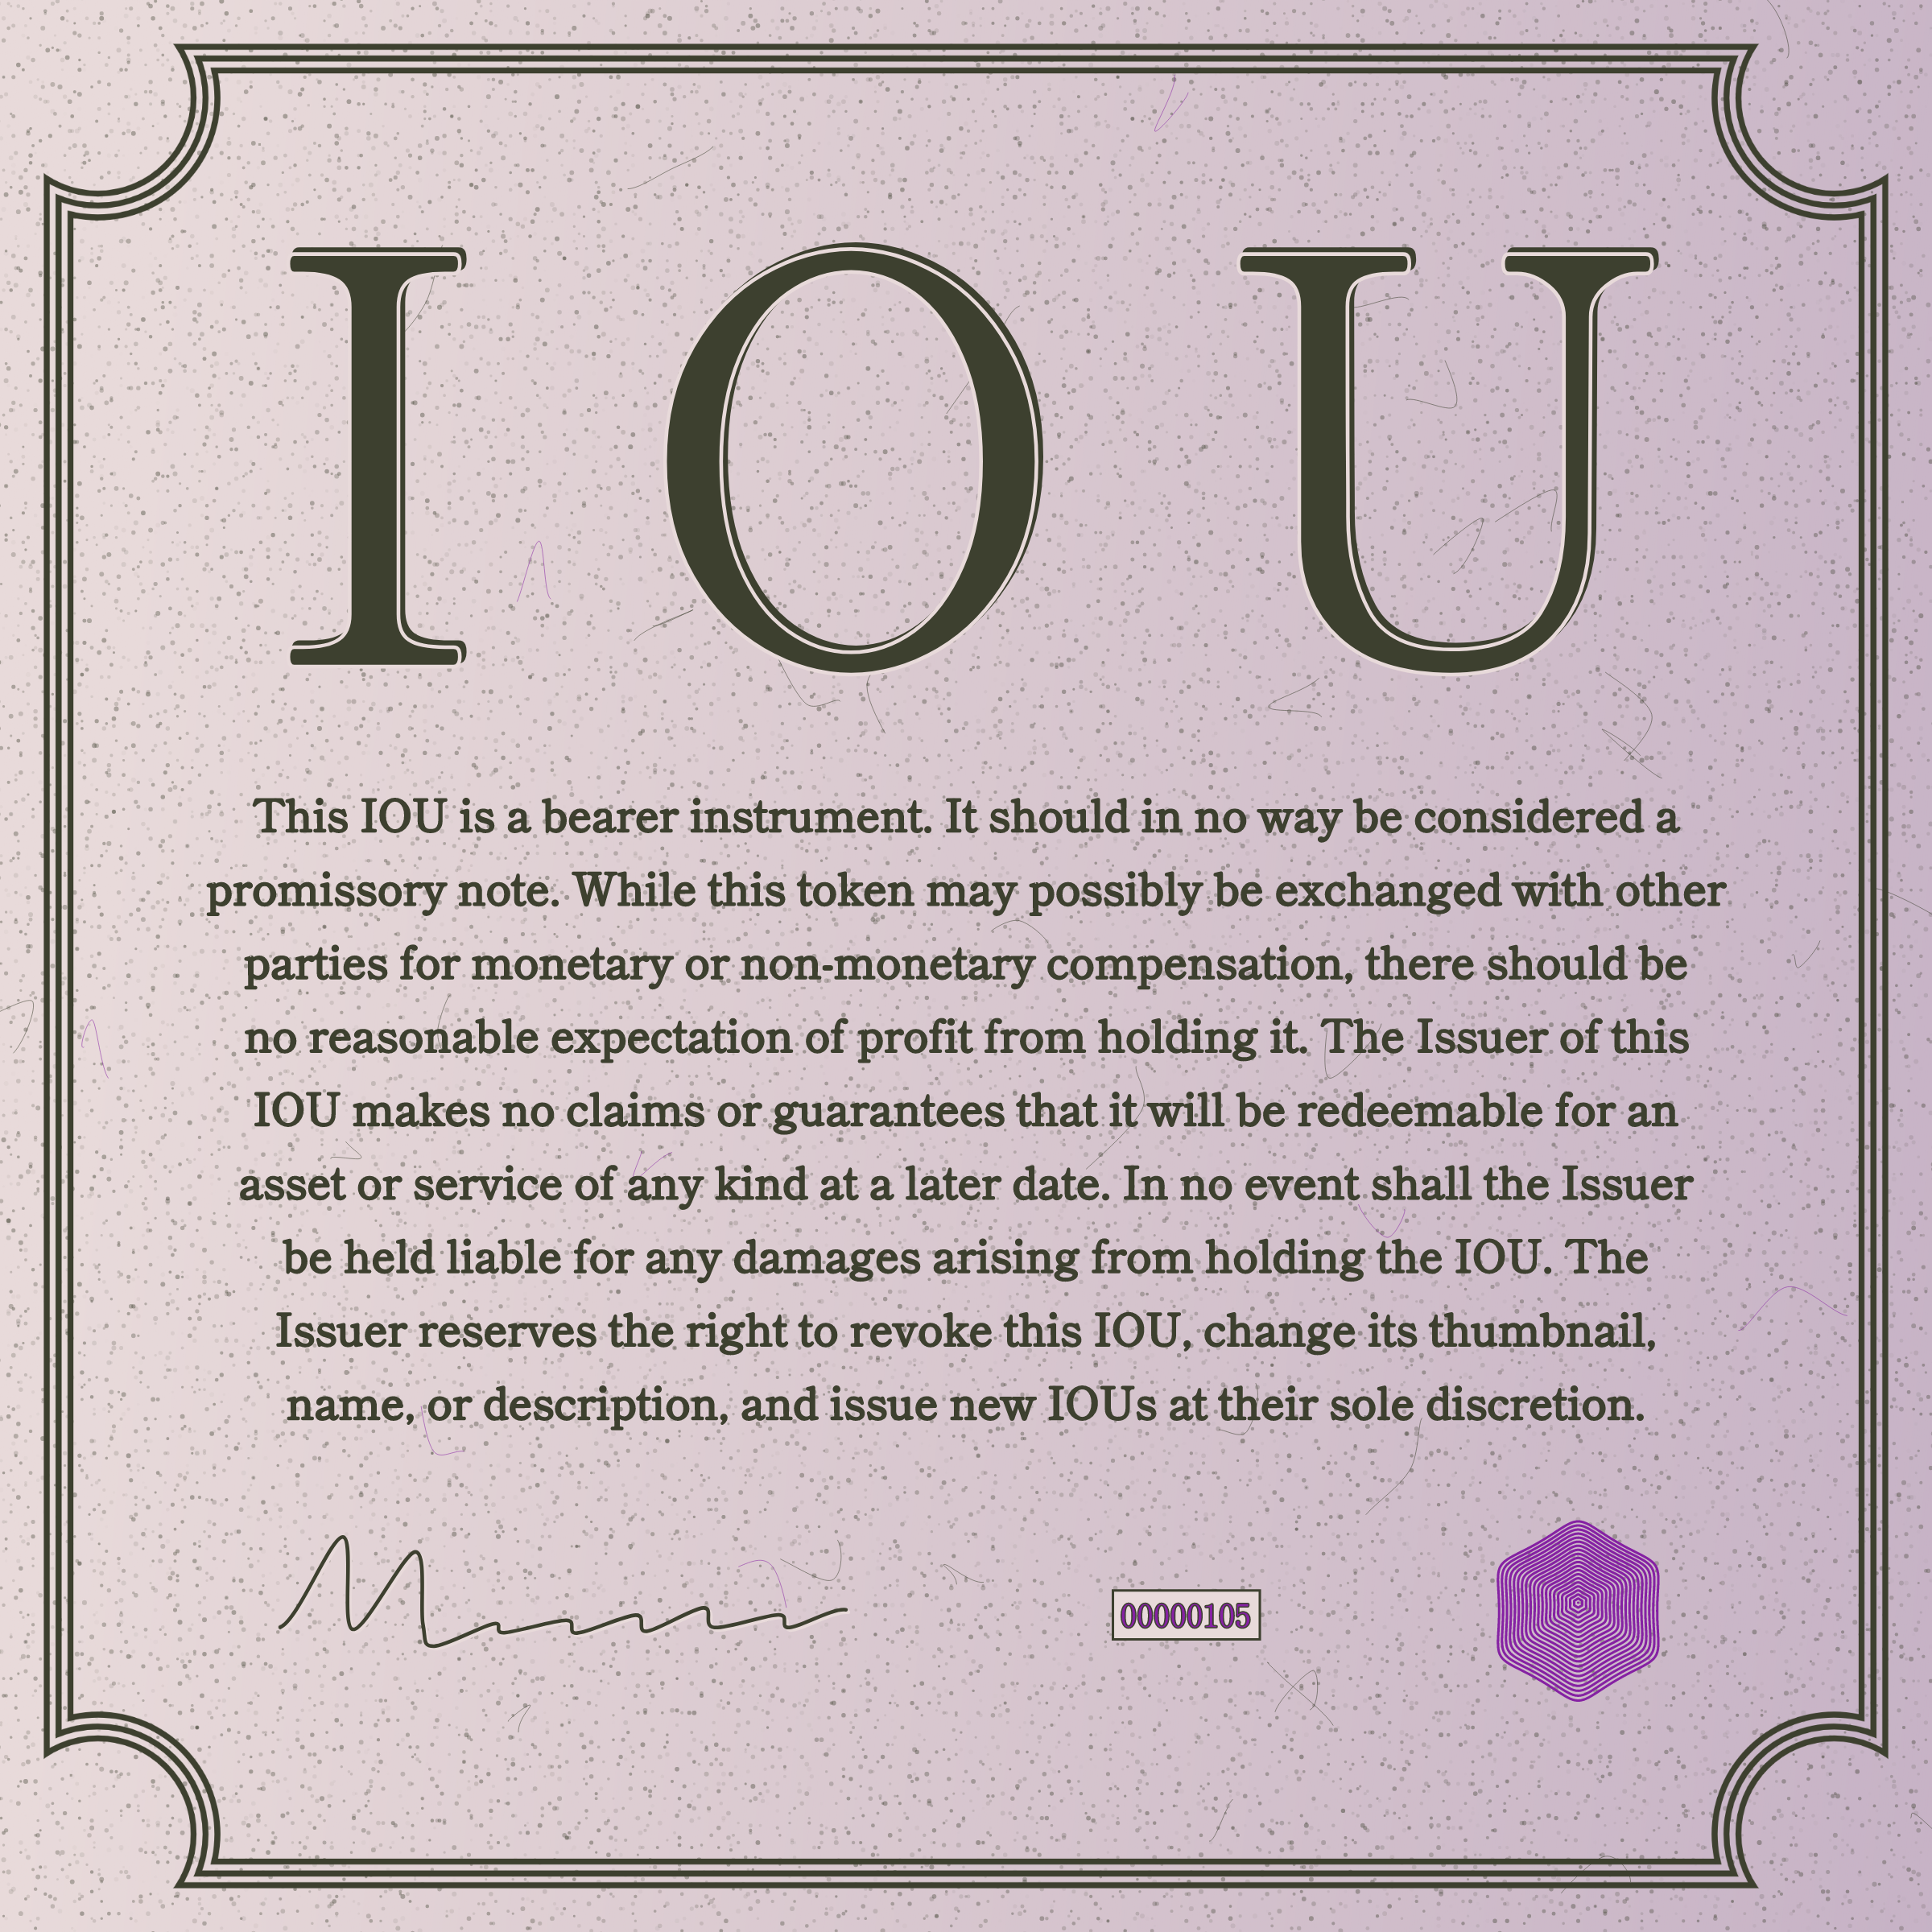 I O U
This IOU is a bearer instrument. It should in no way be considered a
promissory note. While this token may possibly be exchanged with other
parties for monetary or non-monetary compensation, there should be
no reasonable expectation of profit from holding it. The Issuer of this
IOU makes no claims or guarantees that it will be redeemable for an
asset or service of any kind at a later date. In no event shall the Issuer
be held liable for any damages arising from holding the IOU. The
Issuer reserves the right to revoke this IOU, change its thumbnail,
name, or description, and issue new IOUs at their sole discretion.
00000105